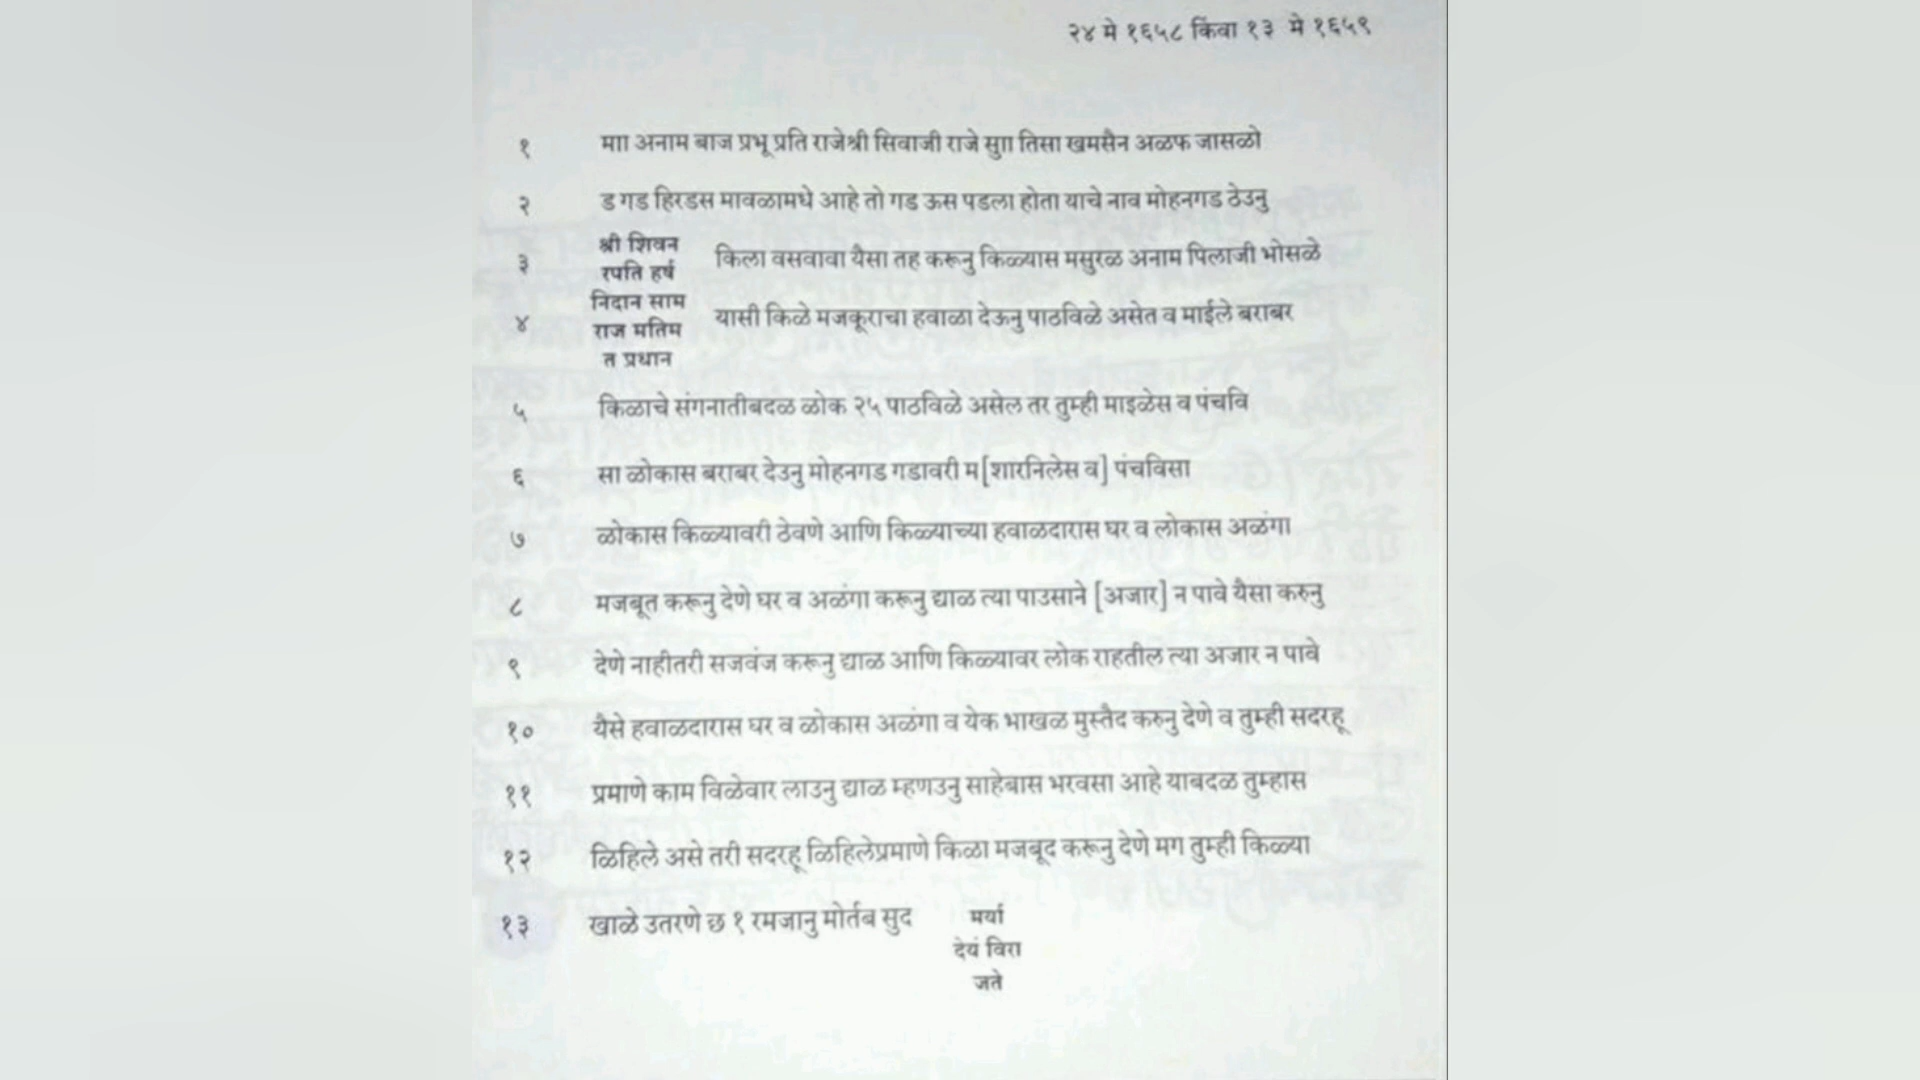 २४ मे १६५८ किंवा १३ मे १६५९
१ माा अनाम बाज प्रभू प्रति राजेश्री सिवाजी राजे सुाा तिसा खमसैन अळफ जासळो
२ ड गड हिरडस मावळामधे आहे तो गड ऊस पडला होता याचे नाव मोहनगड ठेउनु
श्री शिवन
३ रपति हर्ष किला वसवावा यैसा तह करूनु किळ्यास मसुरळ अनाम पिलाजी भोसळे
निदान साम
४ राज मतिम यासी किळे मजकूराचा हवाळा देऊनु पाठविळे असेत व माईले बराबर
त प्रधान
५ किळाचे संगनातीबदळ ळोक २५ पाठविळे असेल तर तुम्ही माइळेस व पंचवि
६ सा ळोकास बराबर देउनु मोहनगड गडावरी म[शारनिलेस व] पंचविसा
७ ळोकास किळ्यावरी ठेवणे आणि किळ्याच्या हवाळदारास घर व लोकास अळंगा
८ मजबूत करूनु देणे घर व अळंगा करूनु द्याळ त्या पाउसाने [अजार] न पावे यैसा करुनु
९ देणे नाहीतरी सजवंज करूनु द्याळ आणि किळ्यावर लोक राहतील त्या अजार न पावे
१० यैसे हवाळदारास घर व ळोकास अळंगा व येक भाखळ मुस्तैद करुनु देणे व तुम्ही सदरहू
११ प्रमाणे काम विळेवार लाउनु द्याळ म्हणउनु साहेबास भरवसा आहे याबदळ तुम्हास
१२ ळिहिले असे तरी सदरहू ळिहिलेप्रमाणे किळा मजबूद करूनु देणे मग तुम्ही किळ्या
१३ खाळे उतरणे छ १ रमजानु मोर्तब सुद मर्या
देयं विरा
जते